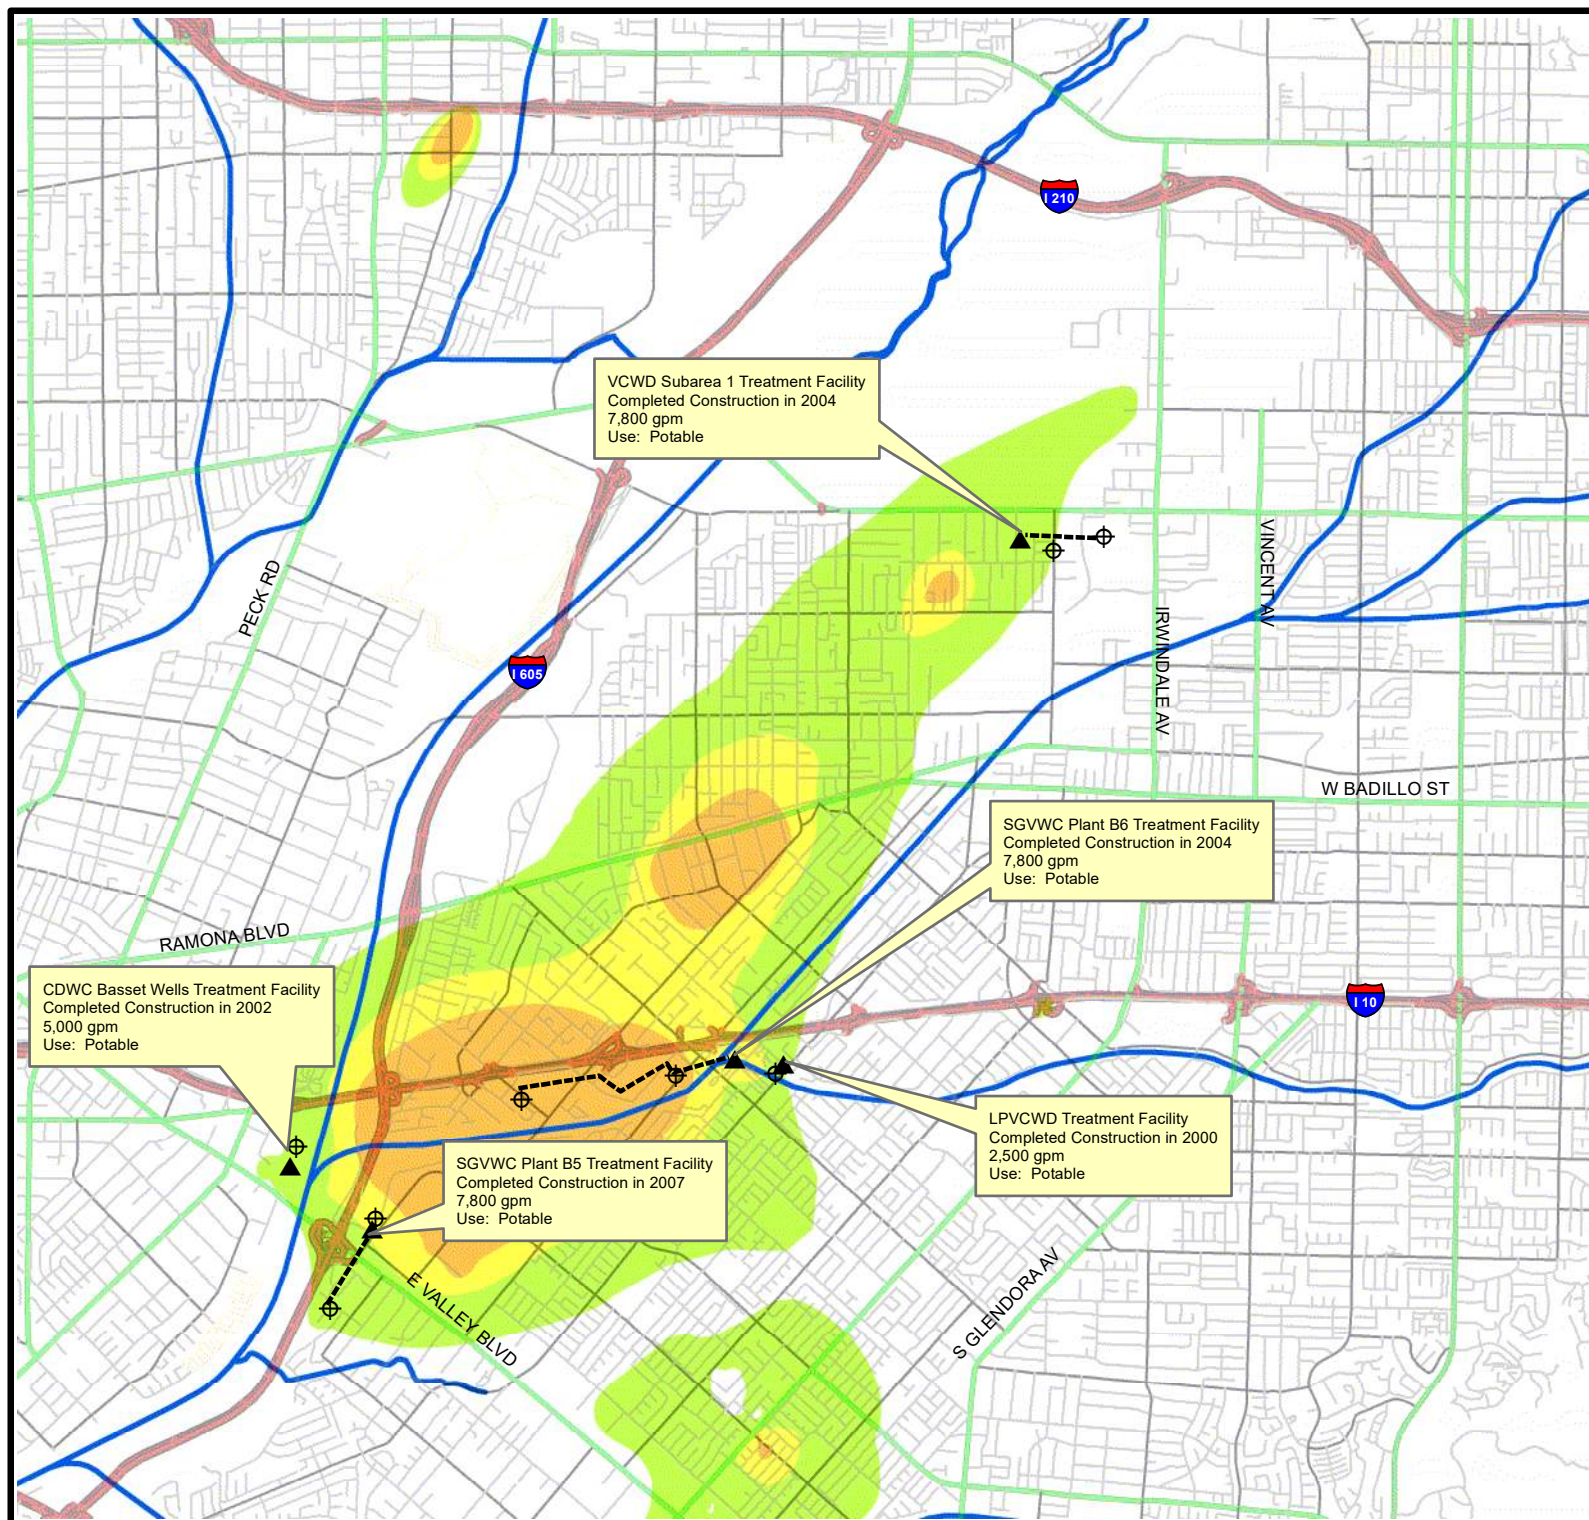 I 210
VCWD Subarea 1 Treatment Facility
Completed Construction in 2004
7,800 gpm
Use: Potable
PECK RD
VINCENT AV
IRWINDALE AV
I 605
W BADILLO ST
SGVWC Plant B6 Treatment Facility
Completed Construction in 2004
7,800 gpm
Use: Potable
RAMONA BLVD
CDWC Basset Wells Treatment Facility
Completed Construction in 2002
5,000 gpm
Use: Potable
I 10
LPVCWD Treatment Facility
Completed Construction in 2000
2,500 gpm
Use: Potable
SGVWC Plant B5 Treatment Facility
Completed Construction in 2007
7,800 gpm
Use: Potable
E VALLEY BLVD
S GLENDORA AV